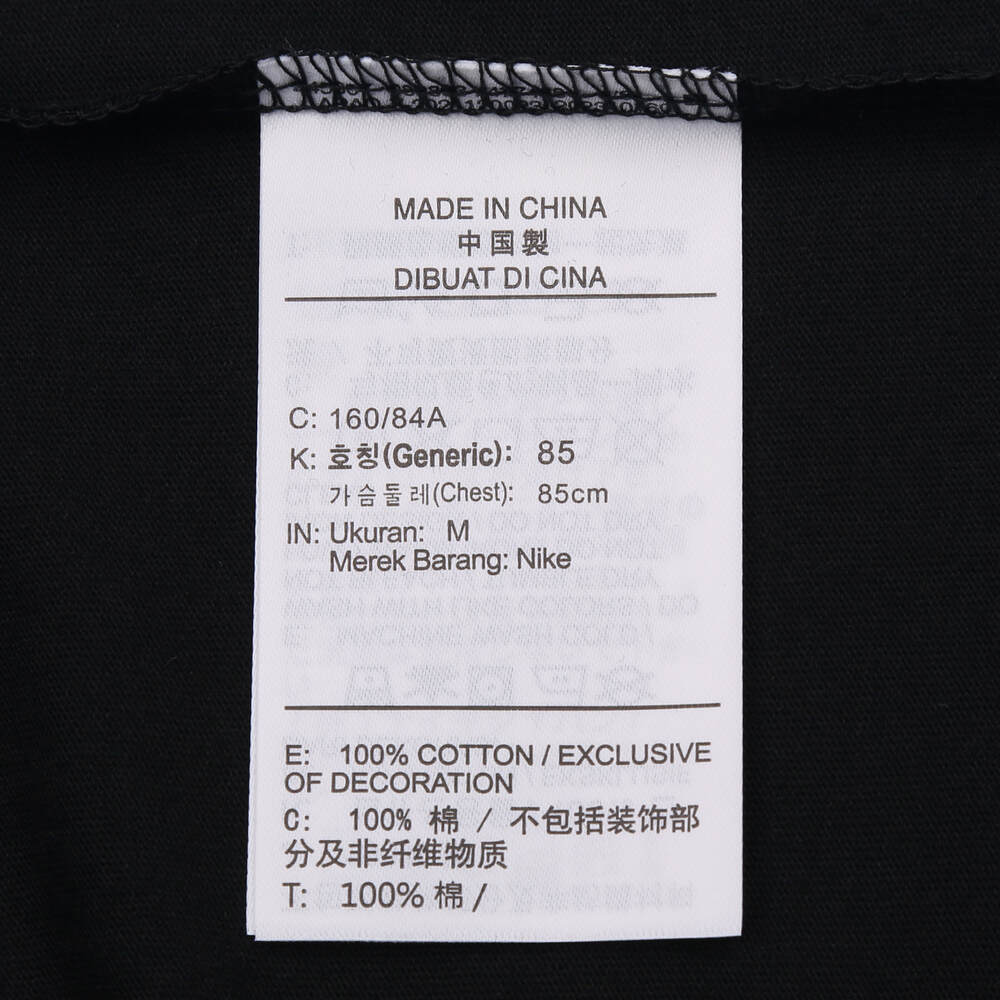 MADE IN CHINA
中国製
DIBUAT DI CINA
C: 160/84A
K: 호칭(Generic): 85
가슴둘레(Chest): 85cm
IN: Ukuran: M
Merek Barang: Nike
E: 100% COTTON / EXCLUSIVE
OF DECORATION
C: 100% 棉 / 不包括装饰部
分及非纤维物质
T: 100% 棉 /